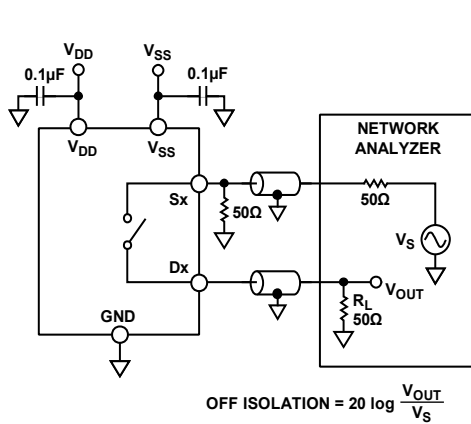 VDD
VSS
0.1µF
0.1µF
VDD
VSS
NETWORK
ANALYZER
Sx
50Ω
50Ω
VS
Dx
VOUT
RL
50Ω
GND
OFF ISOLATION = 20 log VOUT
VS